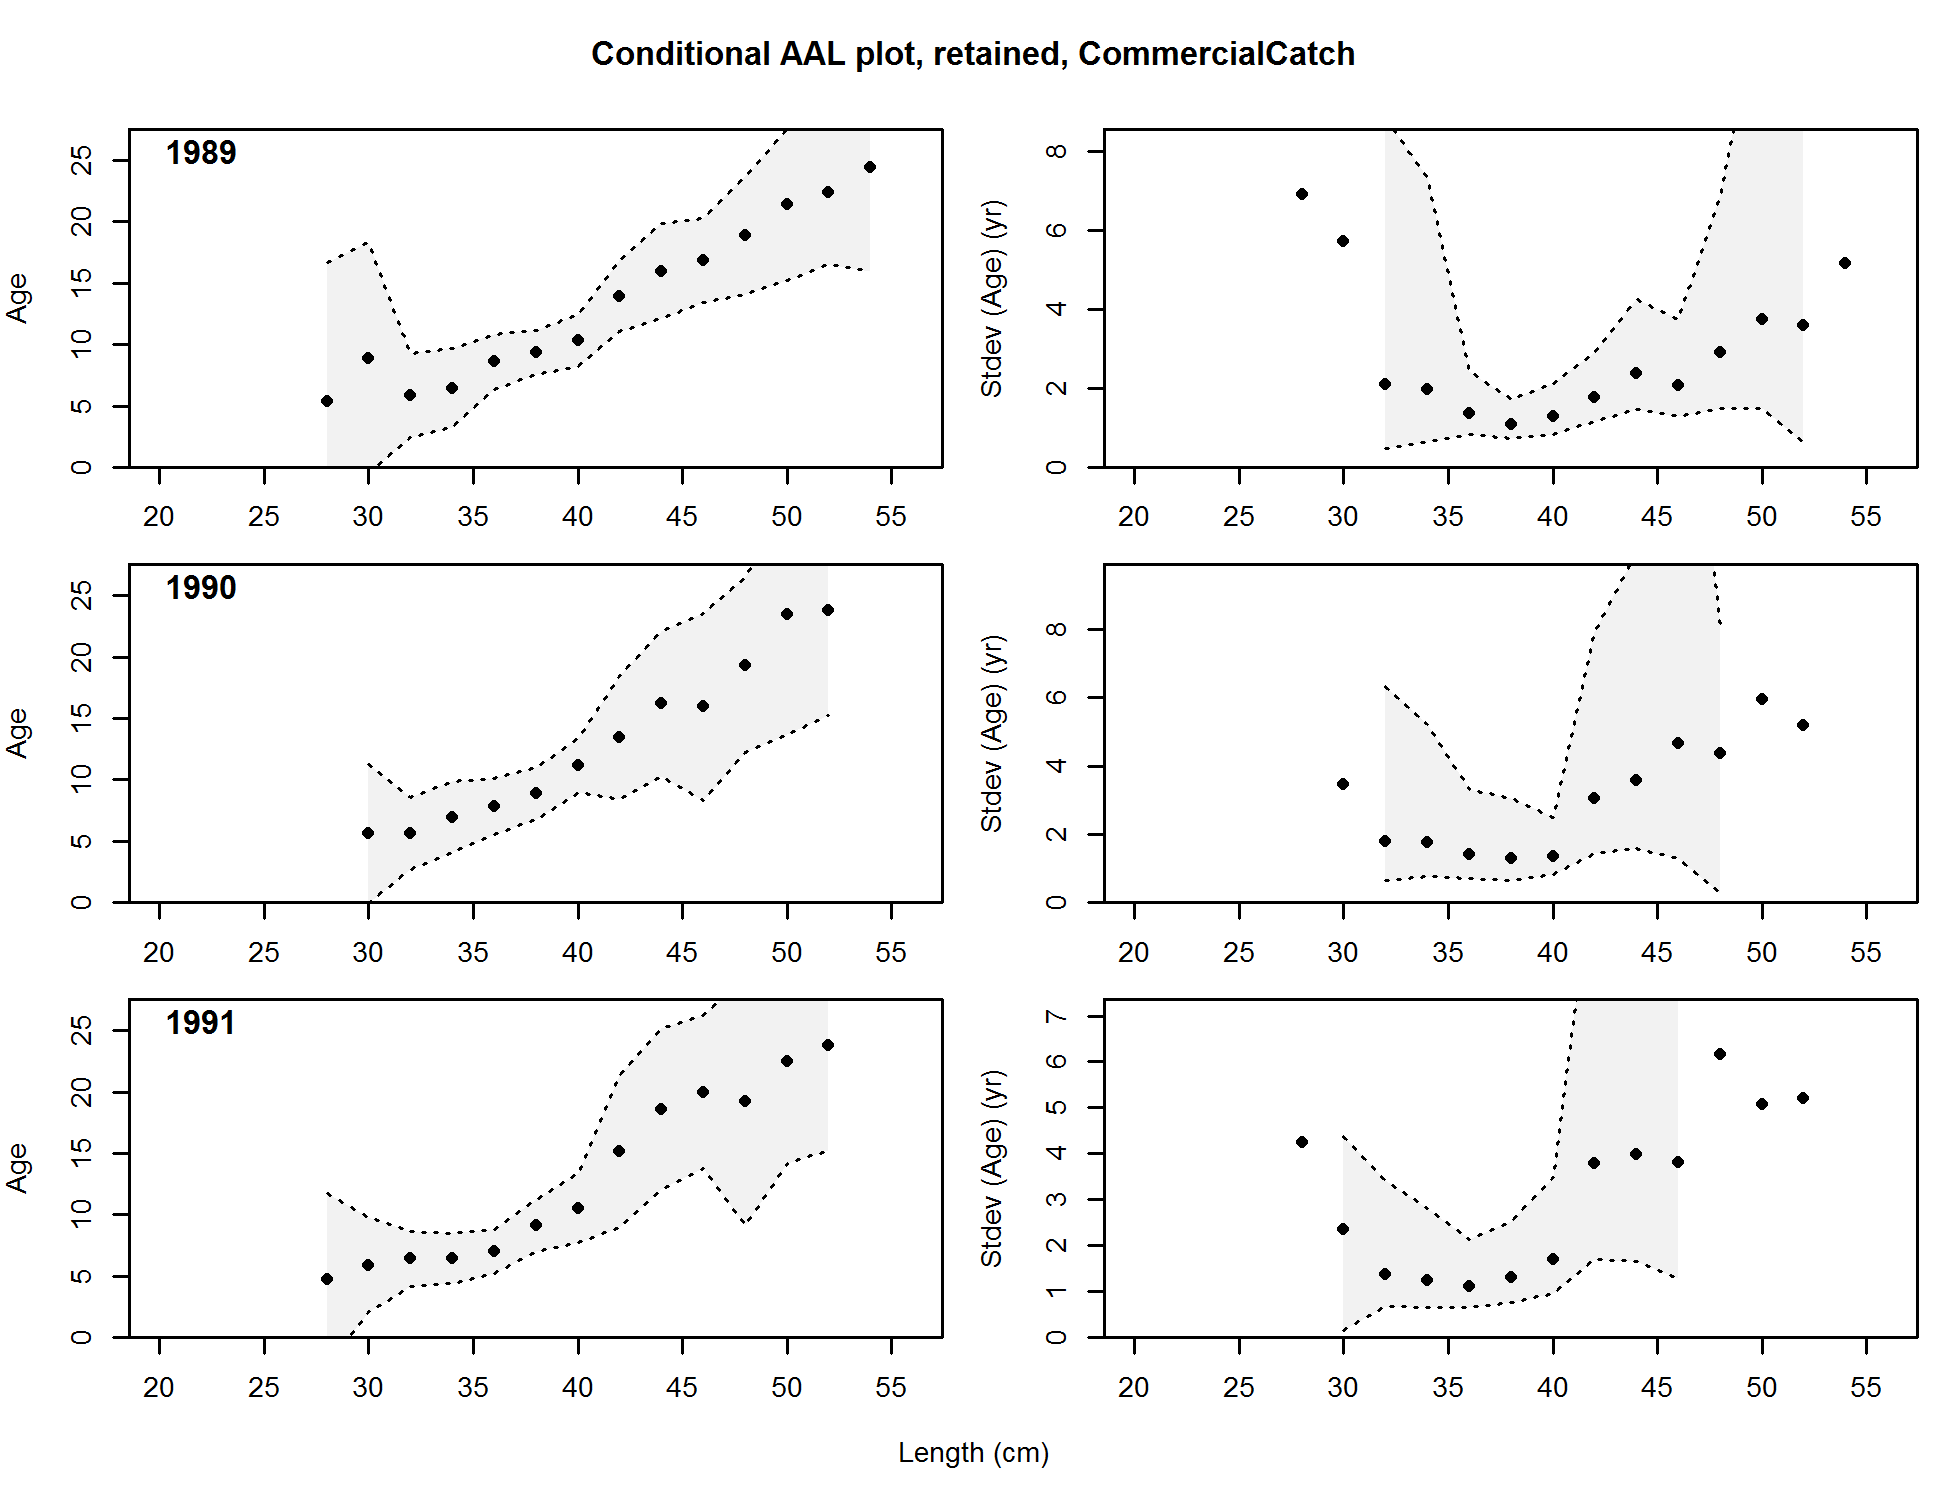 Conditional AAL plot, retained, CommercialCatch
1989
Age
0 5 10 15 20 25
20 25 30 35 40 45 50 55
Stdev (Age) (yr)
0 2 4 6 8
20 25 30 35 40 45 50 55
1990
Age
0 5 10 15 20 25
20 25 30 35 40 45 50 55
Stdev (Age) (yr)
0 2 4 6 8
20 25 30 35 40 45 50 55
1991
Age
0 5 10 15 20 25
20 25 30 35 40 45 50 55
Stdev (Age) (yr)
0 1 2 3 4 5 6 7
20 25 30 35 40 45 50 55
Length (cm)